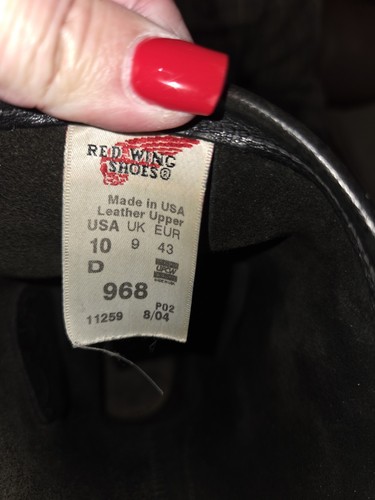 RED WING
SHOES®
Made in USA
Leather Upper
USA UK EUR
10 9 43
D
968
P02
11259 8/04